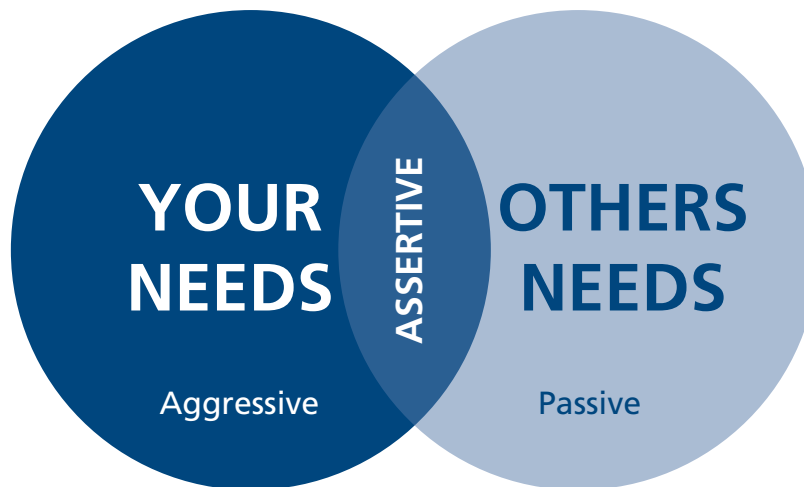 YOUR
NEEDS
Aggressive
ASSERTIVE
OTHERS
NEEDS
Passive